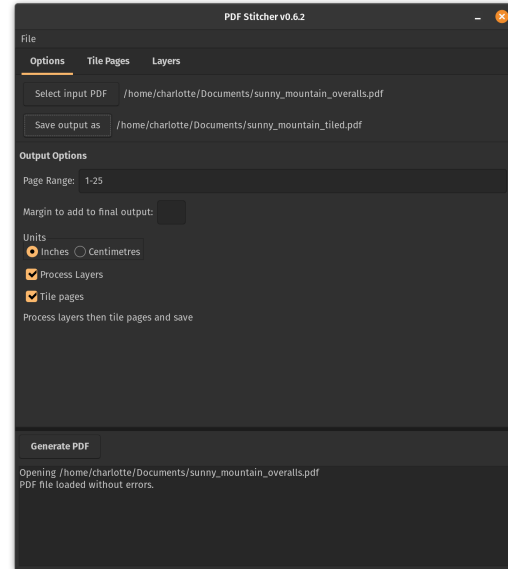 PDF Stitcher v0.6.2
File
Options Tile Pages Layers
Select input PDF /home/charlotte/Documents/sunny_mountain_overalls.pdf
Save output as /home/charlotte/Documents/sunny_mountain_tiled.pdf
Output Options
Page Range: 1-25
Margin to add to final output:
Units
Inches Centimetres
Process Layers
Tile pages
Process layers then tile pages and save
Generate PDF
Opening /home/charlotte/Documents/sunny_mountain_overalls.pdf
PDF file loaded without errors.